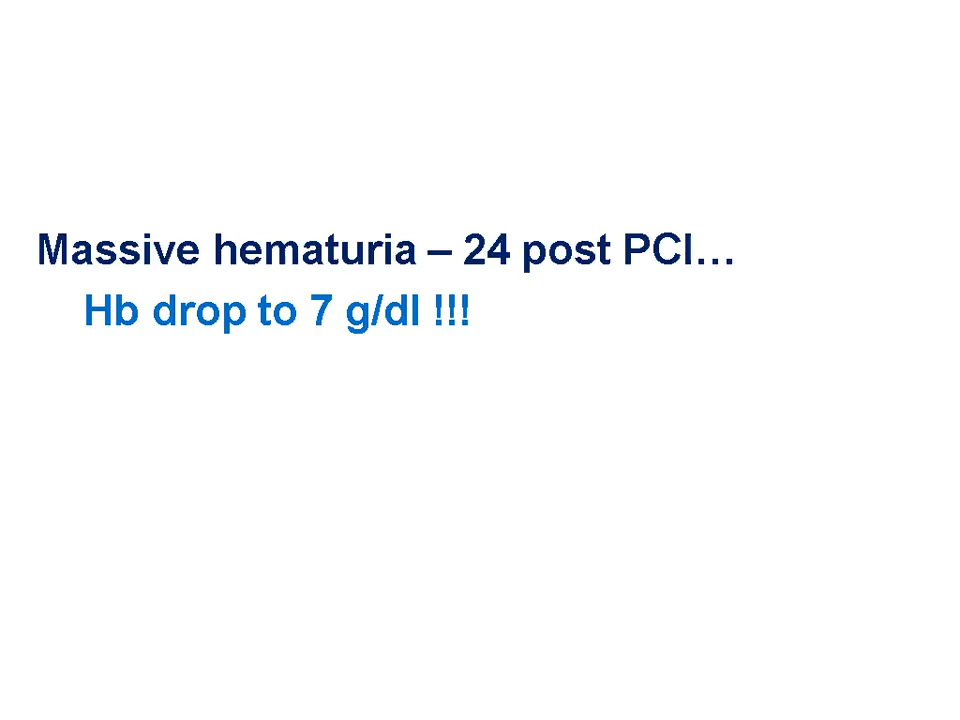 Massive hematuria – 24 post PCI…
Hb drop to 7 g/dl !!!